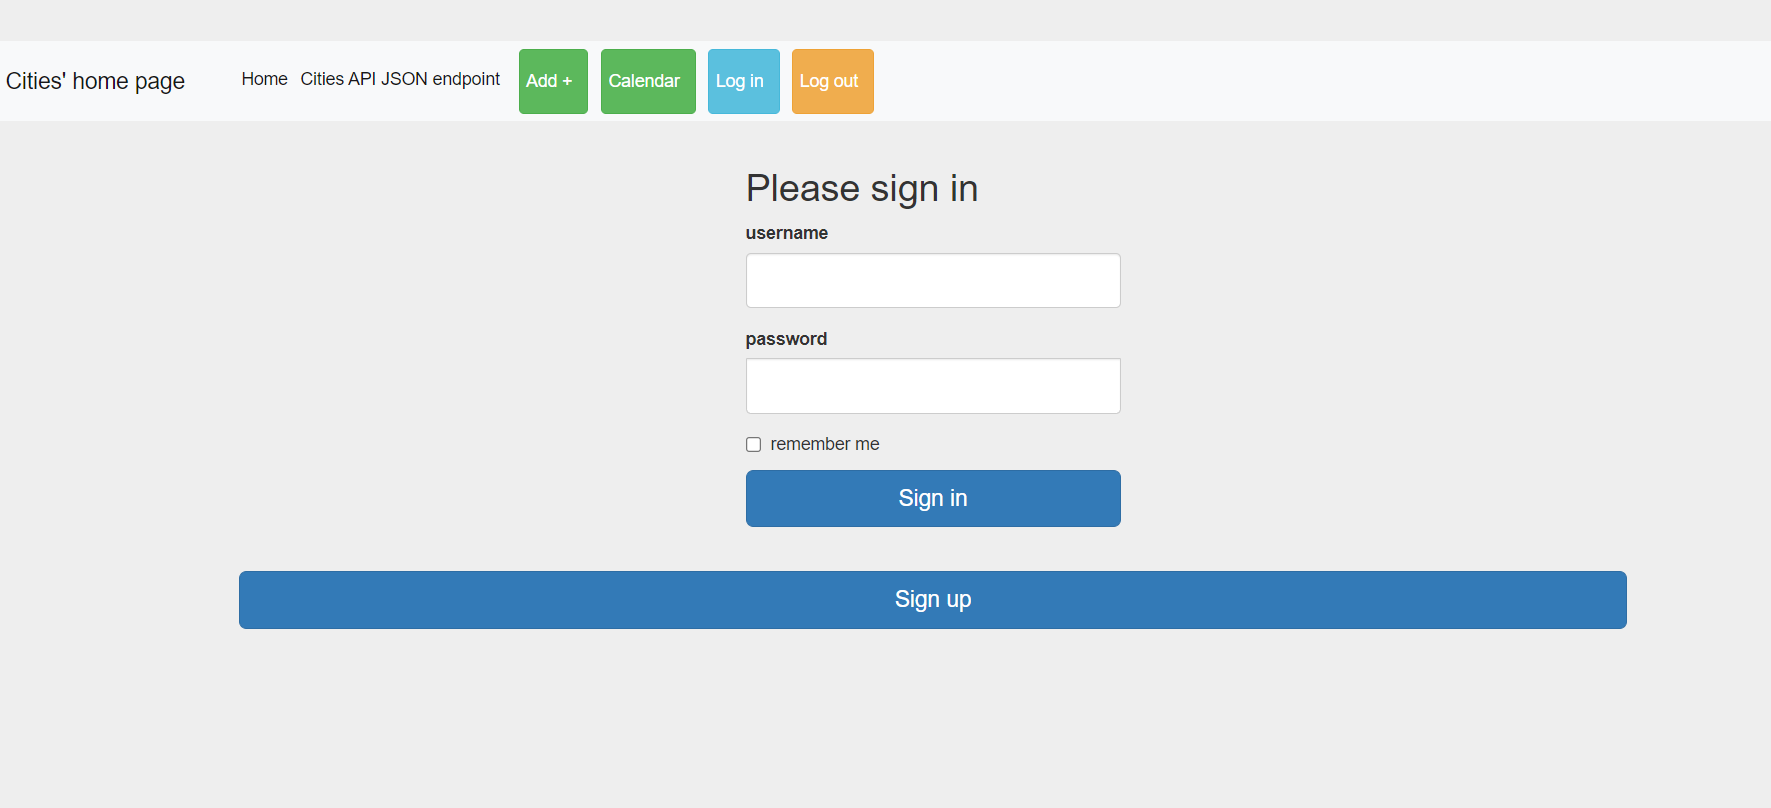 Cities' home page Home Cities API JSON endpoint Add + Calendar Log in Log out
Please sign in
username
password
remember me
Sign in
Sign up